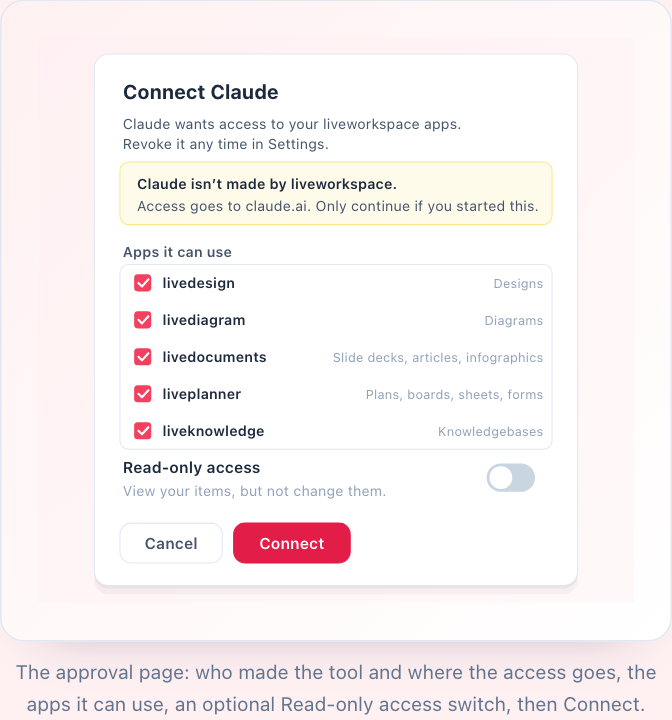 Connect Claude
Claude wants access to your liveworkspace apps.
Revoke it any time in Settings.
Claude isn’t made by liveworkspace.
Access goes to claude.ai. Only continue if you started this.
Apps it can use
livedesign Designs
livediagram Diagrams
livedocuments Slide decks, articles, infographics
liveplanner Plans, boards, sheets, forms
liveknowledge Knowledgebases
Read-only access
View your items, but not change them.
Cancel Connect
The approval page: who made the tool and where the access goes, the
apps it can use, an optional Read-only access switch, then Connect.